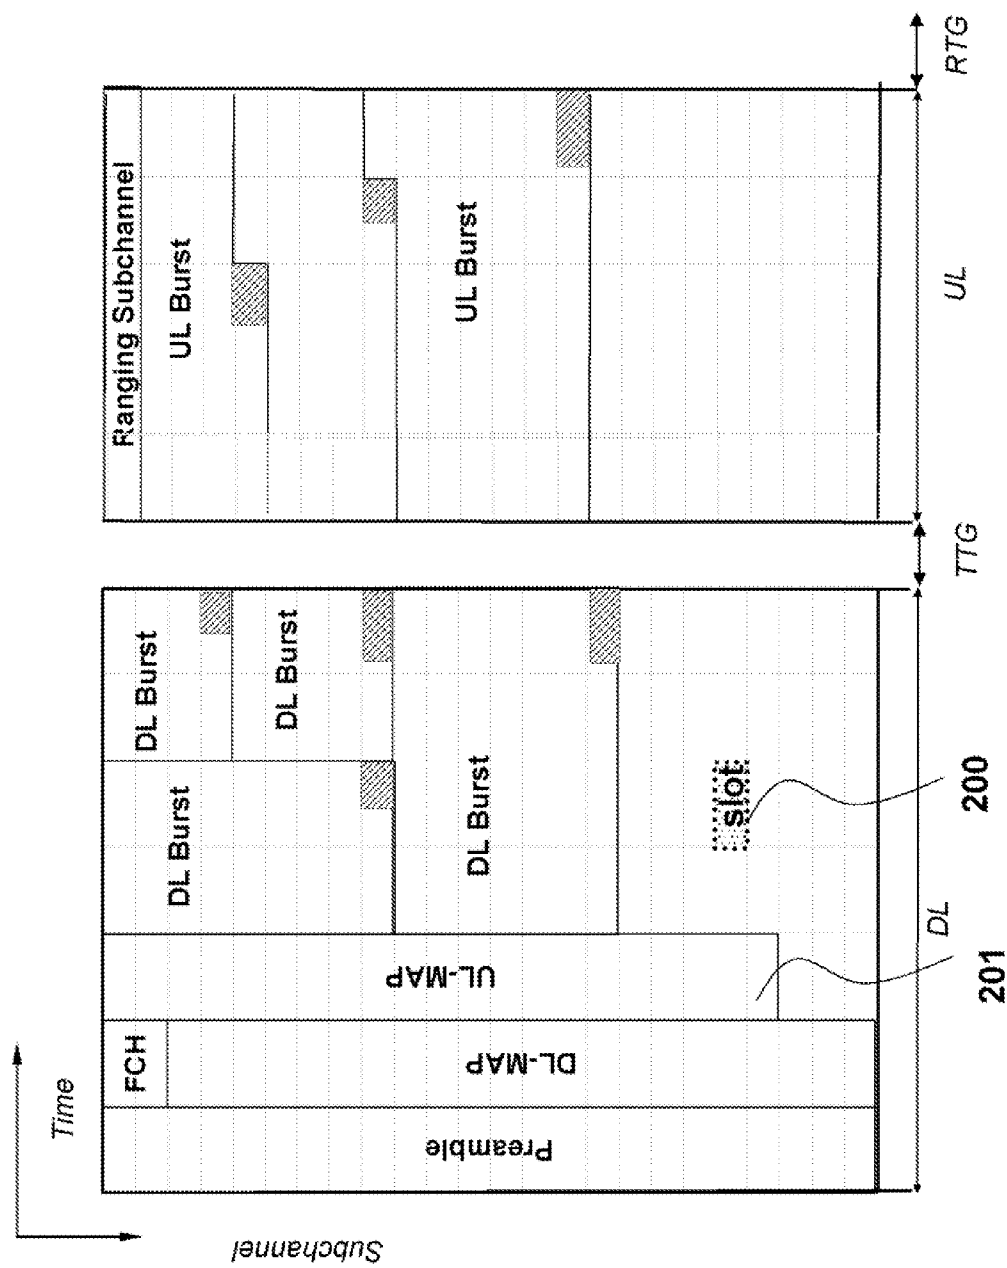 Time
Subchannel
Preamble
FCH
DL-MAP
UL-MAP
DL Burst
DL Burst
DL Burst
DL Burst
slot
Ranging Subchannel
UL Burst
UL Burst
DL
TTG
UL
RTG
201
200